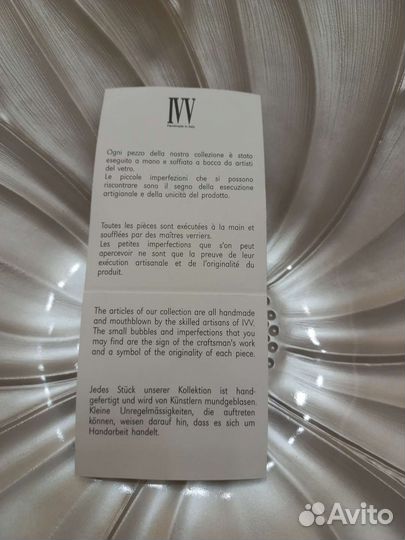 IVV
Handmade in Italy
Ogni pezzo della nostra collezione è stato
eseguito a mano e soffiato a bocca da artisti
del vetro.
Le piccole imperfezioni che si possono
riscontrare sono il segno della esecuzione
artigianale e della unicità del prodotto.
Toutes les pièces sont exécutées à la main et
soufflées par des maîtres verriers.
Les petites imperfections que s'on peut
apercevoir ne sont que la preuve de leur
exécution artisanale et de l'originalité du
produit.
The articles of our collection are all handmade
and mouthblown by the skilled artisans of IVV.
The small bubbles and imperfections that you
may find are the sign of the craftsman's work
and a symbol of the originality of each piece.
Jedes Stück unserer Kollektion ist hand-
gefertigt und wird von Künstlern mundgeblasen.
Kleine Unregelmässigkeiten, die auftreten
können, weisen darauf hin, dass es sich um
Handarbeit handelt.
Avito